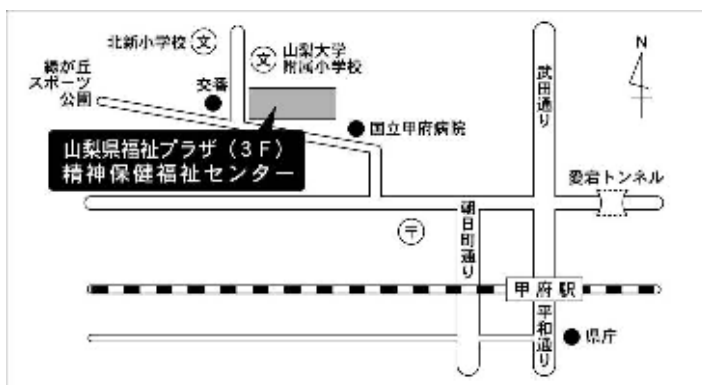 北新小学校
文
文
山梨大学
附属小学校
N
緑が丘
スポーツ
公園
交番
武田通り
国立甲府病院
山梨県福祉プラザ（3F）
精神保健福祉センター
愛宕トンネル
朝日町通り
〒
甲府駅
平和通り
県庁